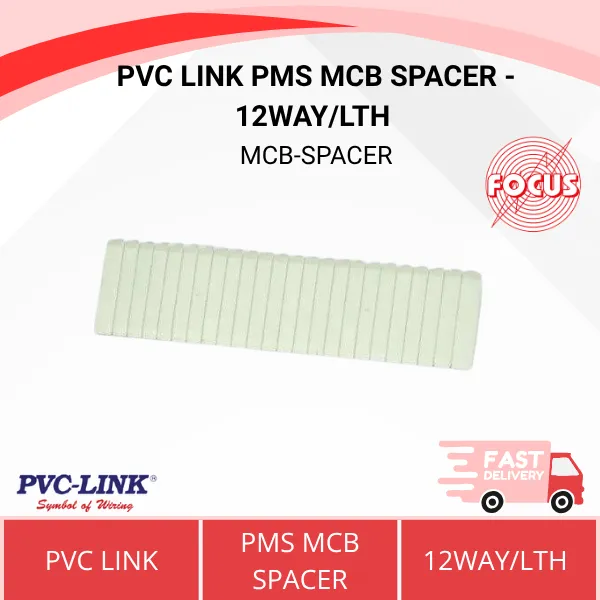 PVC LINK PMS MCB SPACER -
12WAY/LTH
MCB-SPACER
FOCUS
FAST
DELIVERY
PVC-LINK®
Symbol of Wiring
PVC LINK
PMS MCB
SPACER
12WAY/LTH